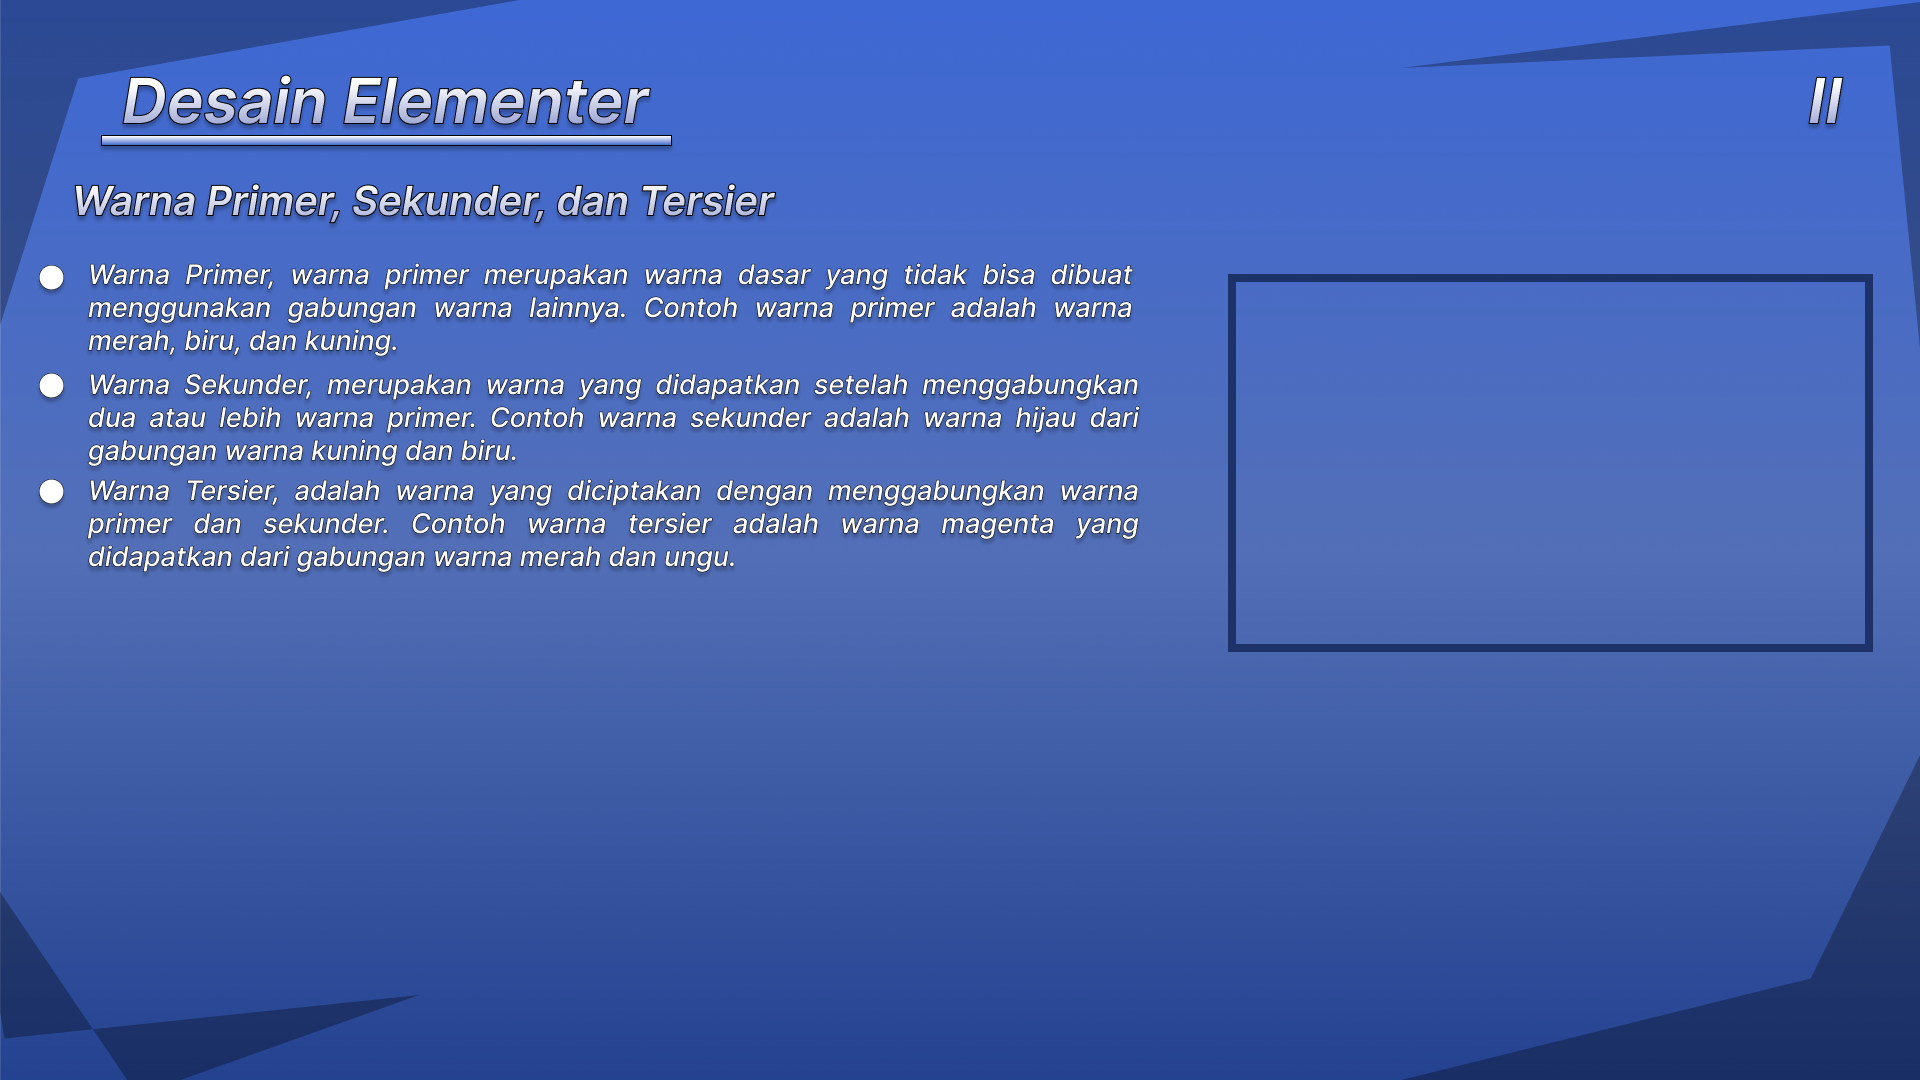 Desain Elementer
II
Warna Primer, Sekunder, dan Tersier
Warna Primer, warna primer merupakan warna dasar yang tidak bisa dibuat
menggunakan gabungan warna lainnya. Contoh warna primer adalah warna
merah, biru, dan kuning.
Warna Sekunder, merupakan warna yang didapatkan setelah menggabungkan
dua atau lebih warna primer. Contoh warna sekunder adalah warna hijau dari
gabungan warna kuning dan biru.
Warna Tersier, adalah warna yang diciptakan dengan menggabungkan warna
primer dan sekunder. Contoh warna tersier adalah warna magenta yang
didapatkan dari gabungan warna merah dan ungu.